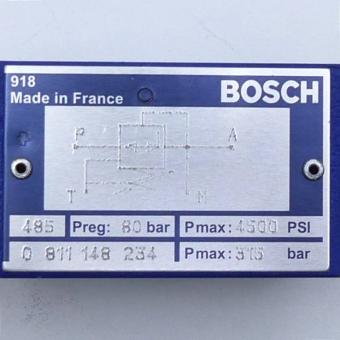 918
Made in France
BOSCH
P A
T M
485 Preg: 80 bar Pmax: 4500 PSI
0 811 148 234 Pmax: 315 bar